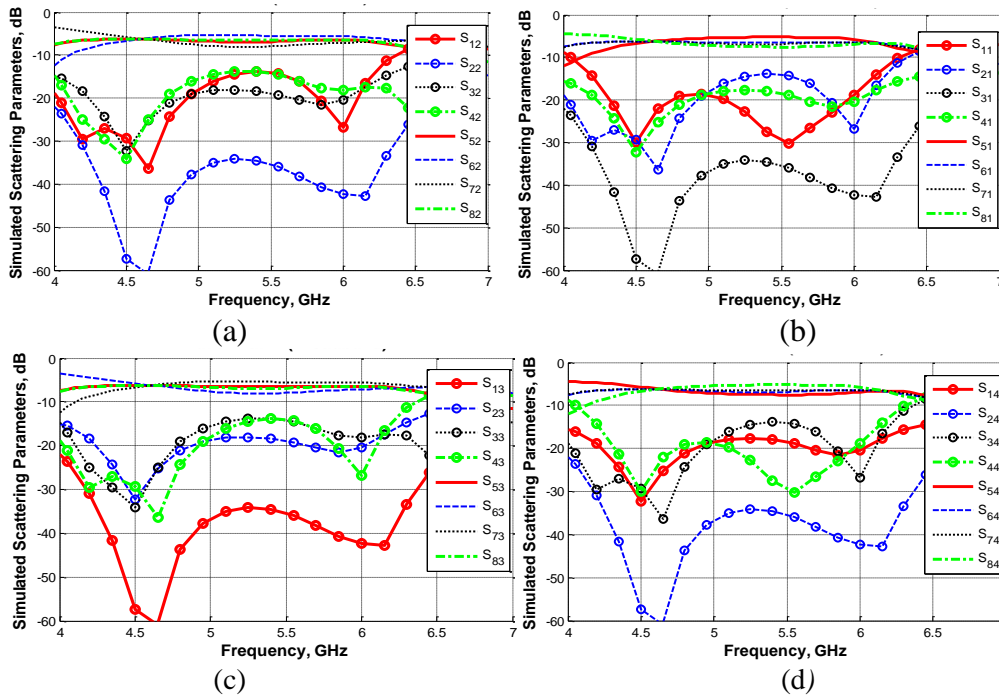 0
-10
-20
-30
-40
-50
-60
4
4.5
5
5.5
6
6.5
7
Simulated Scattering Parameters, dB
Frequency, GHz
S12
S22
S32
S42
S52
S62
S72
S82
(a)
0
-10
-20
-30
-40
-50
-60
4
4.5
5
5.5
6
6.5
7
Simulated Scattering Parameters, dB
Frequency, GHz
S11
S21
S31
S41
S51
S61
S71
S81
(b)
0
-10
-20
-30
-40
-50
-60
4
4.5
5
5.5
6
6.5
7
Simulated Scattering Parameters, dB
Frequency, GHz
S13
S23
S33
S43
S53
S63
S73
S83
(c)
0
-10
-20
-30
-40
-50
-60
4
4.5
5
5.5
6
6.5
Simulated Scattering Parameters, dB
Frequency, GHz
S14
S24
S34
S44
S54
S64
S74
S84
(d)